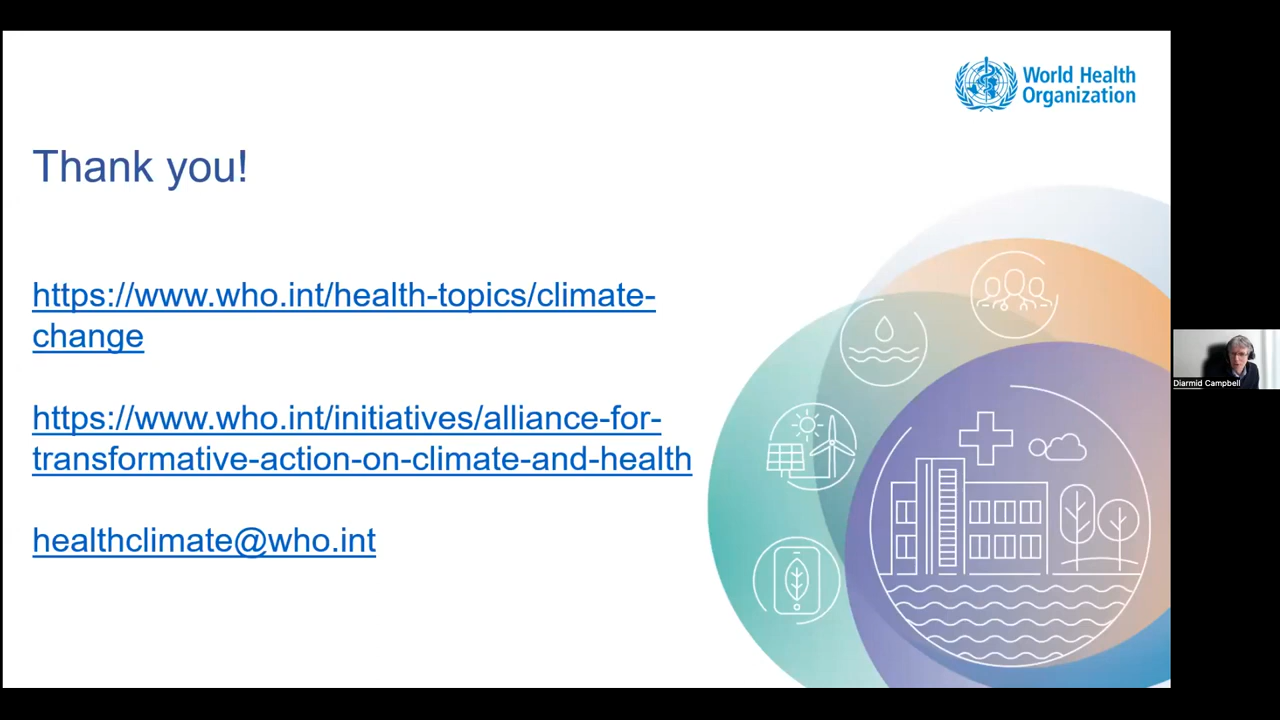 World Health
Organization
Thank you!
https://www.who.int/health-topics/climate-
change
https://www.who.int/initiatives/alliance-for-
transformative-action-on-climate-and-health
healthclimate@who.int
Diarmid Campbell